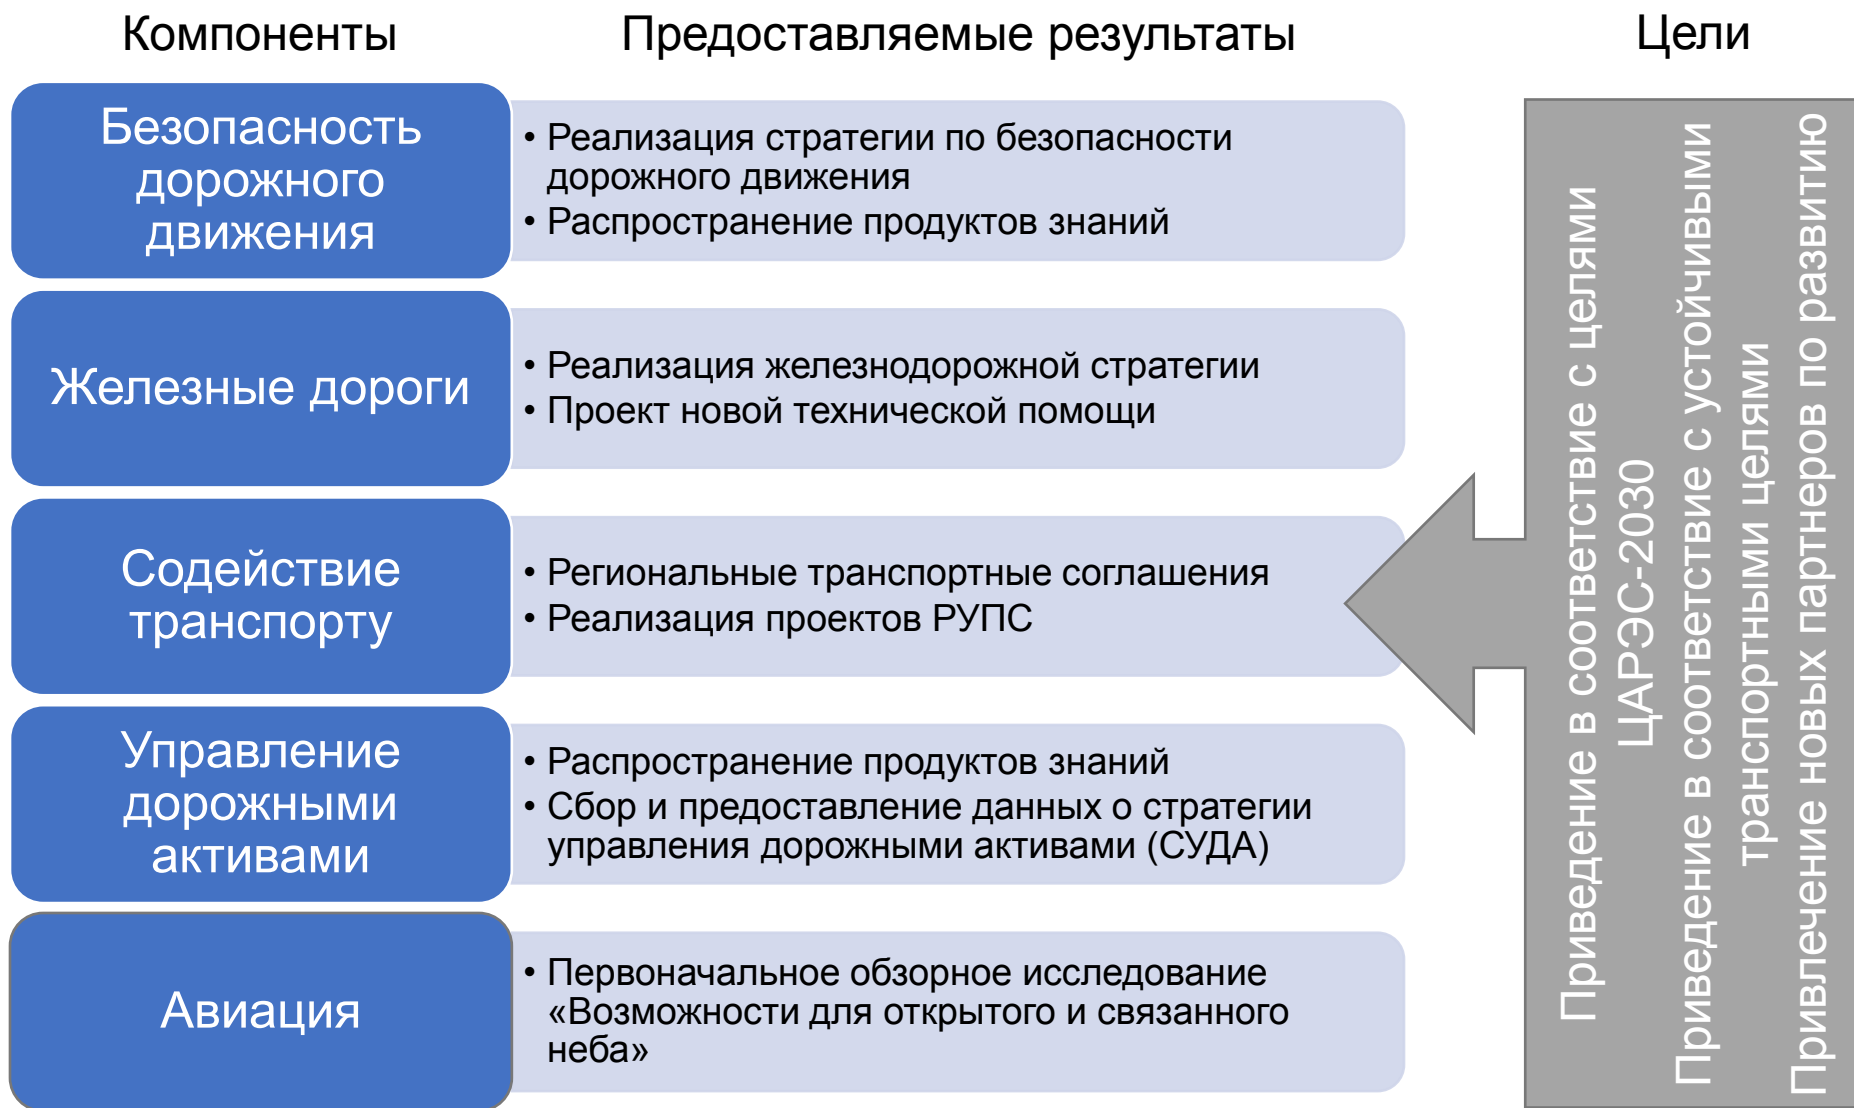 Компоненты
Предоставляемые результаты
Цели
Безопасность
дорожного
движения
• Реализация стратегии по безопасности
дорожного движения
• Распространение продуктов знаний
Железные дороги
• Реализация железнодорожной стратегии
• Проект новой технической помощи
Содействие
транспорту
• Региональные транспортные соглашения
• Реализация проектов РУПС
Управление
дорожными
активами
• Распространение продуктов знаний
• Сбор и предоставление данных о стратегии
управления дорожными активами (СУДА)
Авиация
• Первоначальное обзорное исследование
«Возможности для открытого и связанного
неба»
Приведение в соответствие с целями
ЦАРЭС-2030
Приведение в соответствие с устойчивыми
транспортными целями
Привлечение новых партнеров по развитию